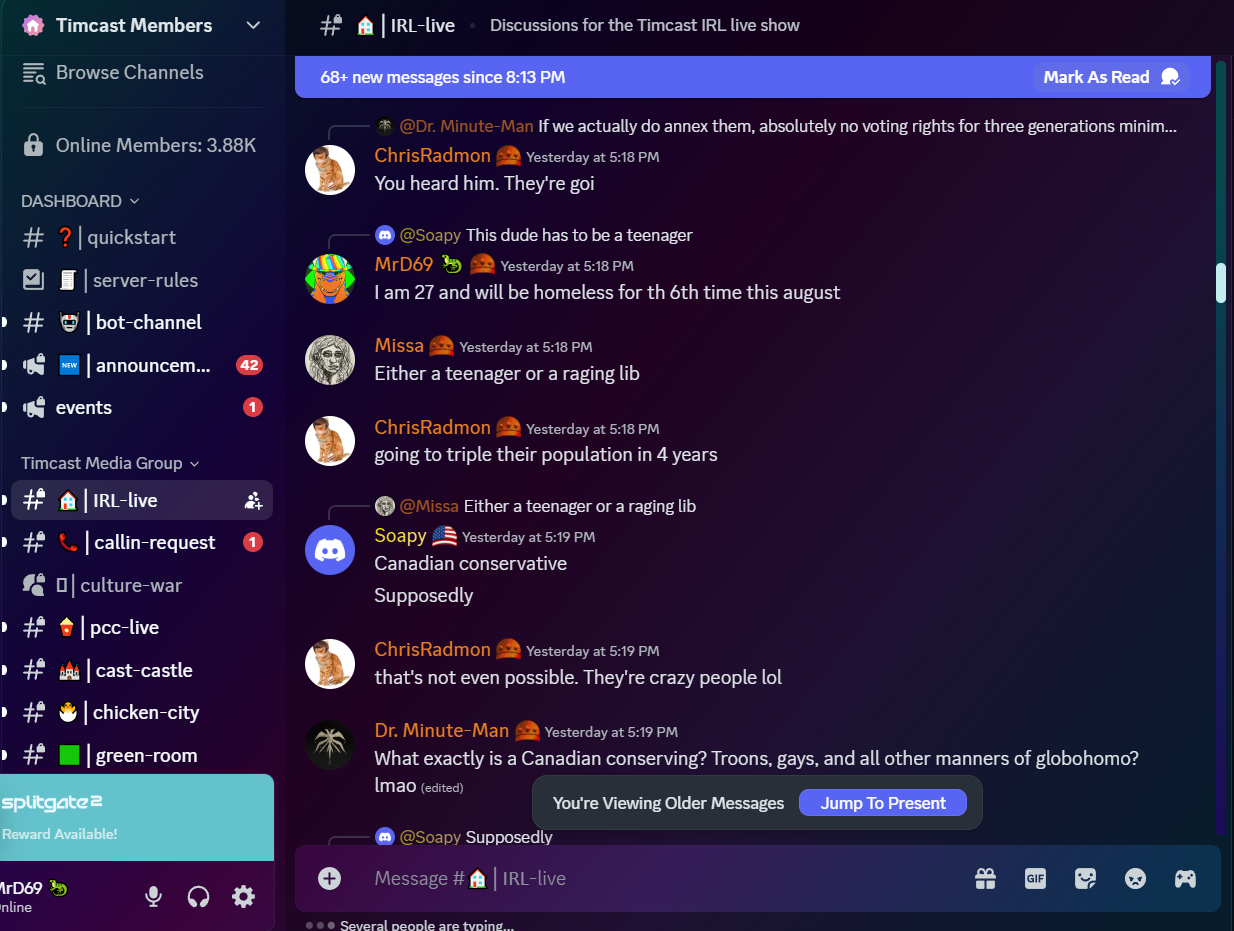 Timcast Members
Browse Channels
Online Members: 3.88K
DASHBOARD
quickstart
server-rules
bot-channel
NEW announcem... 42
events 1
Timcast Media Group
IRL-live
callin-request 1
culture-war
pcc-live
cast-castle
chicken-city
green-room
splitgate2
Reward Available!
MrD69
nline
IRL-live • Discussions for the Timcast IRL live show
68+ new messages since 8:13 PM Mark As Read
@Dr. Minute-Man If we actually do annex them, absolutely no voting rights for three generations minim...
ChrisRadmon Yesterday at 5:18 PM
You heard him. They're goi
@Soapy This dude has to be a teenager
MrD69 Yesterday at 5:18 PM
I am 27 and will be homeless for th 6th time this august
Missa Yesterday at 5:18 PM
Either a teenager or a raging lib
ChrisRadmon Yesterday at 5:18 PM
going to triple their population in 4 years
@Missa Either a teenager or a raging lib
Soapy Yesterday at 5:19 PM
Canadian conservative
Supposedly
ChrisRadmon Yesterday at 5:19 PM
that's not even possible. They're crazy people lol
Dr. Minute-Man Yesterday at 5:19 PM
What exactly is a Canadian conserving? Troons, gays, and all other manners of globohomo?
lmao (edited)
You're Viewing Older Messages Jump To Present
@Soapy Supposedly
Message # | IRL-live GIF
Several people are typing...